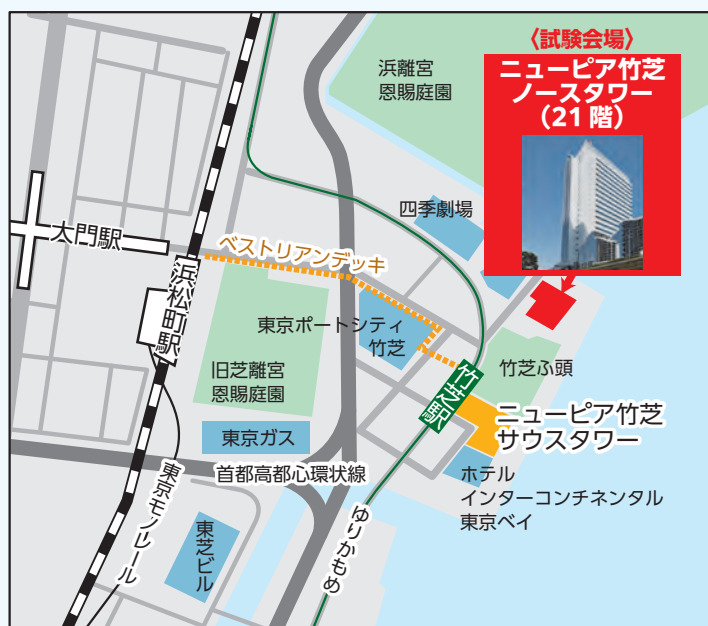 〈試験会場〉
ニューピア竹芝
ノースタワー
（21 階）
浜離宮
恩賜庭園
四季劇場
大門駅
ベストリアンデッキ
浜松町駅
東京ポートシティ
竹芝
旧芝離宮
恩賜庭園
竹芝ふ頭
竹芝駅
ニューピア竹芝
サウスタワー
東京ガス
首都高都心環状線
ホテル
インターコンチネンタル
東京ベイ
東京モノレール
東芝ビル
ゆりかもめ